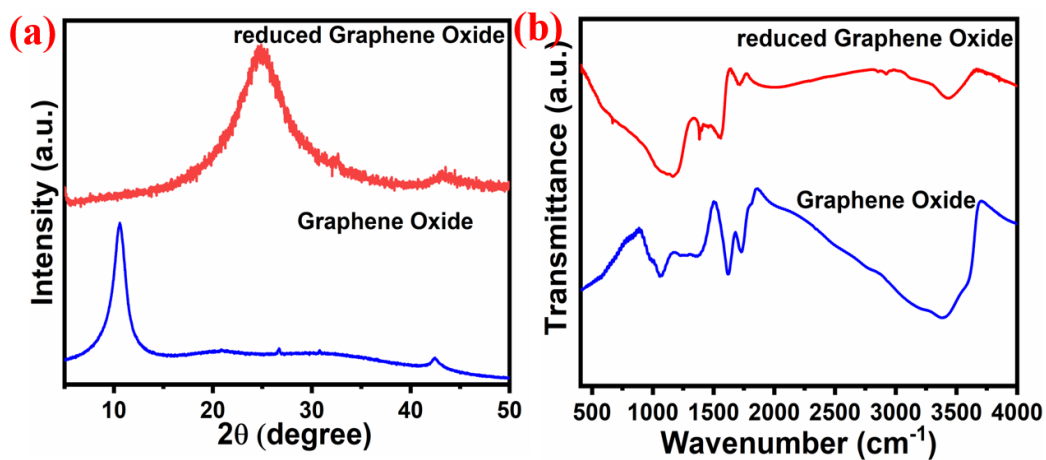 (a)
reduced Graphene Oxide
Graphene Oxide
Intensity (a.u.)
10 20 30 40 50
2θ (degree)
(b)
reduced Graphene Oxide
Graphene Oxide
Transmittance (a.u.)
500 1000 1500 2000 2500 3000 3500 4000
Wavenumber (cm⁻¹)